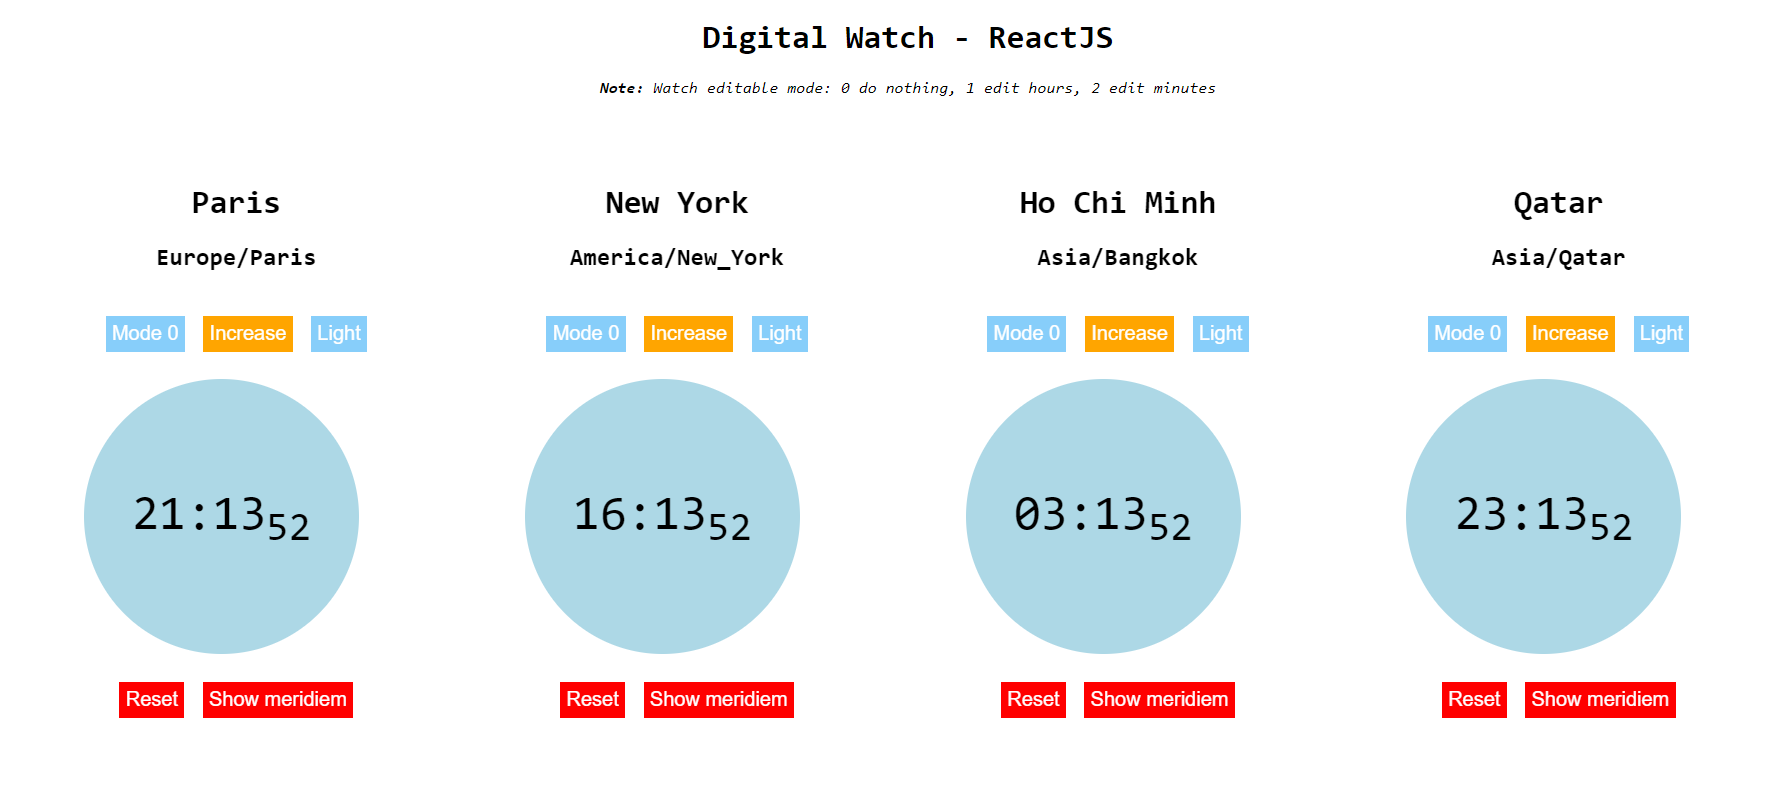 Digital Watch - ReactJS
Note: Watch editable mode: 0 do nothing, 1 edit hours, 2 edit minutes
Paris
Europe/Paris
Mode 0 Increase Light
21:13 52
Reset Show meridiem
New York
America/New_York
Mode 0 Increase Light
16:13 52
Reset Show meridiem
Ho Chi Minh
Asia/Bangkok
Mode 0 Increase Light
03:13 52
Reset Show meridiem
Qatar
Asia/Qatar
Mode 0 Increase Light
23:13 52
Reset Show meridiem